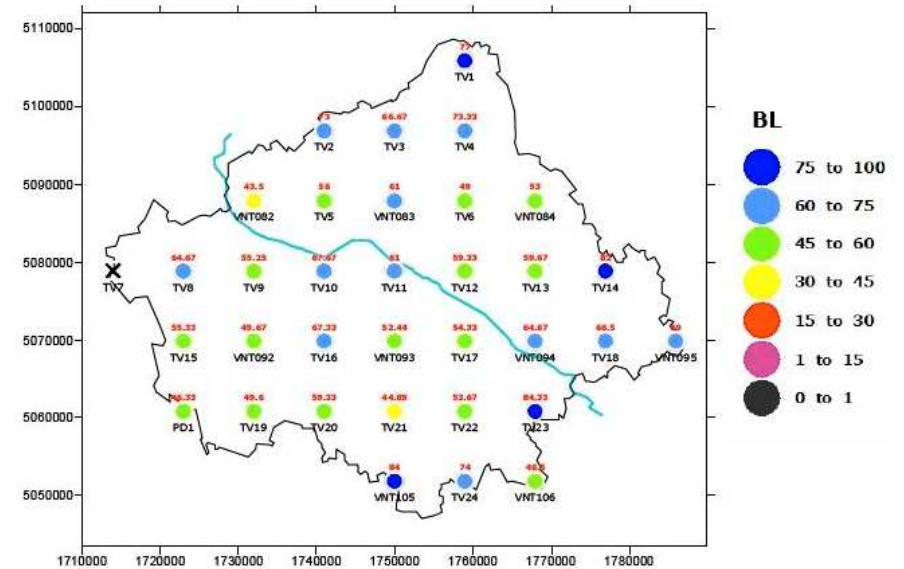 5110000
77
TV1
5100000
73 66.67 73.33
TV2 TV3 TV4
BL
75 to 100
5090000
43.5 56 61 49 53
VNT082 TV5 VNT083 TV6 VNT084
60 to 75
45 to 60
5080000
64.67 55.25 67.67 61 59.33 59.67
TV7 TV8 TV9 TV10 TV11 TV12 TV13 TV14
30 to 45
15 to 30
5070000
55.33 49.67 67.33 52.44 54.33 64.67 66.5
TV15 VNT092 TV16 VNT093 TV17 VNT094 TV18 VNT095
1 to 15
0 to 1
5060000
49.6 59.33 44.89 53.67 84.33
PD1 TV19 TV20 TV21 TV22 TV23
5050000
84 74
VNT105 TV24 VNT106
1710000 1720000 1730000 1740000 1750000 1760000 1770000 1780000